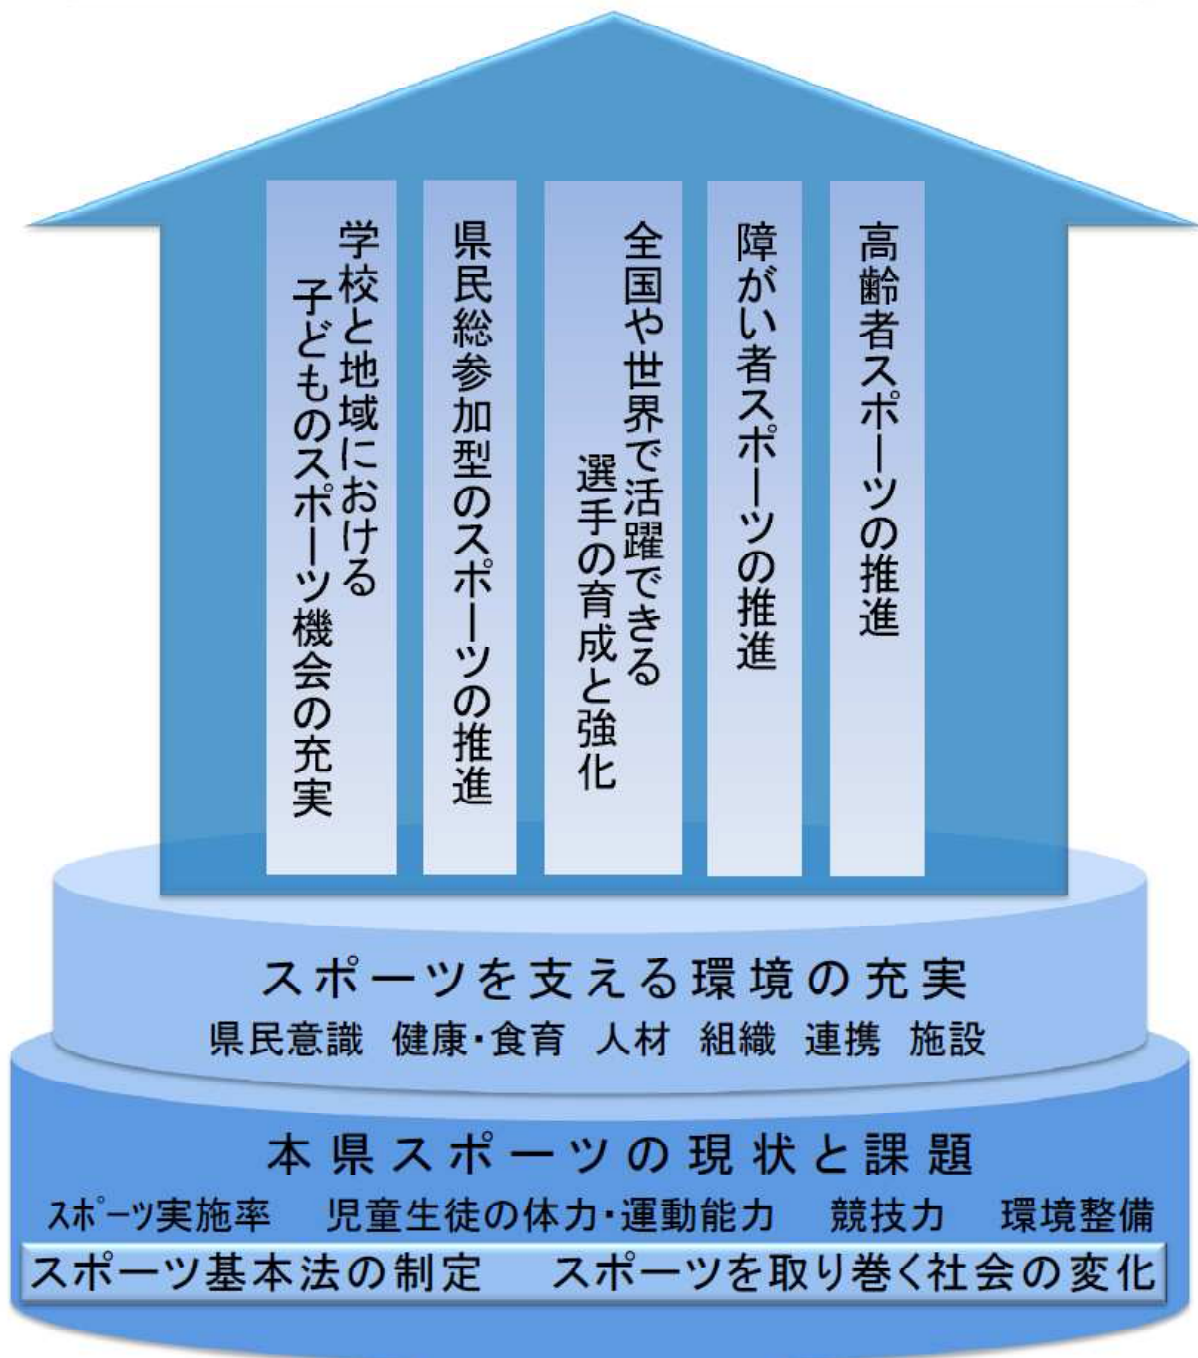 学校と地域における
子どものスポーツ機会の充実
県民総参加型のスポーツの推進
全国や世界で活躍できる
選手の育成と強化
障がい者スポーツの推進
高齢者スポーツの推進
スポーツを支える環境の充実
県民意識 健康・食育 人材 組織 連携 施設
本県スポーツの現状と課題
スポーツ実施率 児童生徒の体力・運動能力 競技力 環境整備
スポーツ基本法の制定 スポーツを取り巻く社会の変化